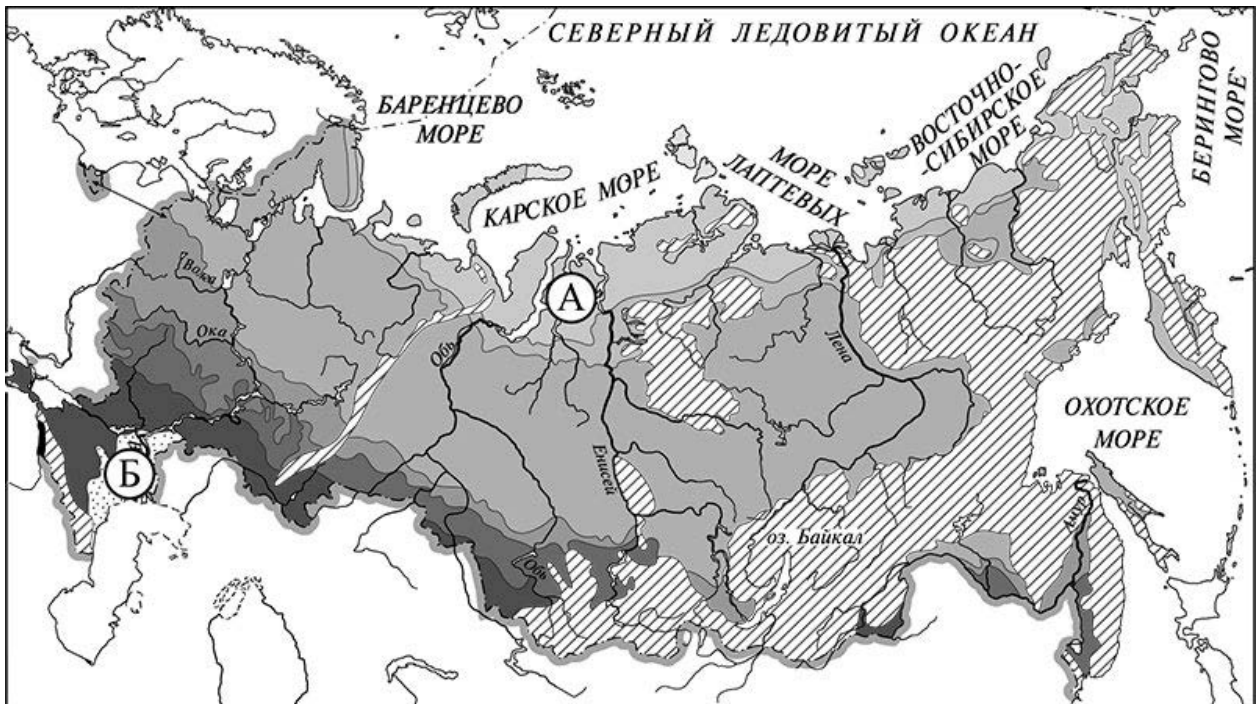 СЕВЕРНЫЙ ЛЕДОВИТЫЙ ОКЕАН
БАРЕНЦЕВО
МОРЕ
КАРСКОЕ МОРЕ
МОРЕ
ЛАПТЕВЫХ
ВОСТОЧНО-
-СИБИРСКОЕ
МОРЕ
БЕРИНГОВО
МОРЕ
А
Волга
Ока
Обь
Лена
Енисей
ОХОТСКОЕ
МОРЕ
Б
Амур
оз. Байкал
Обь